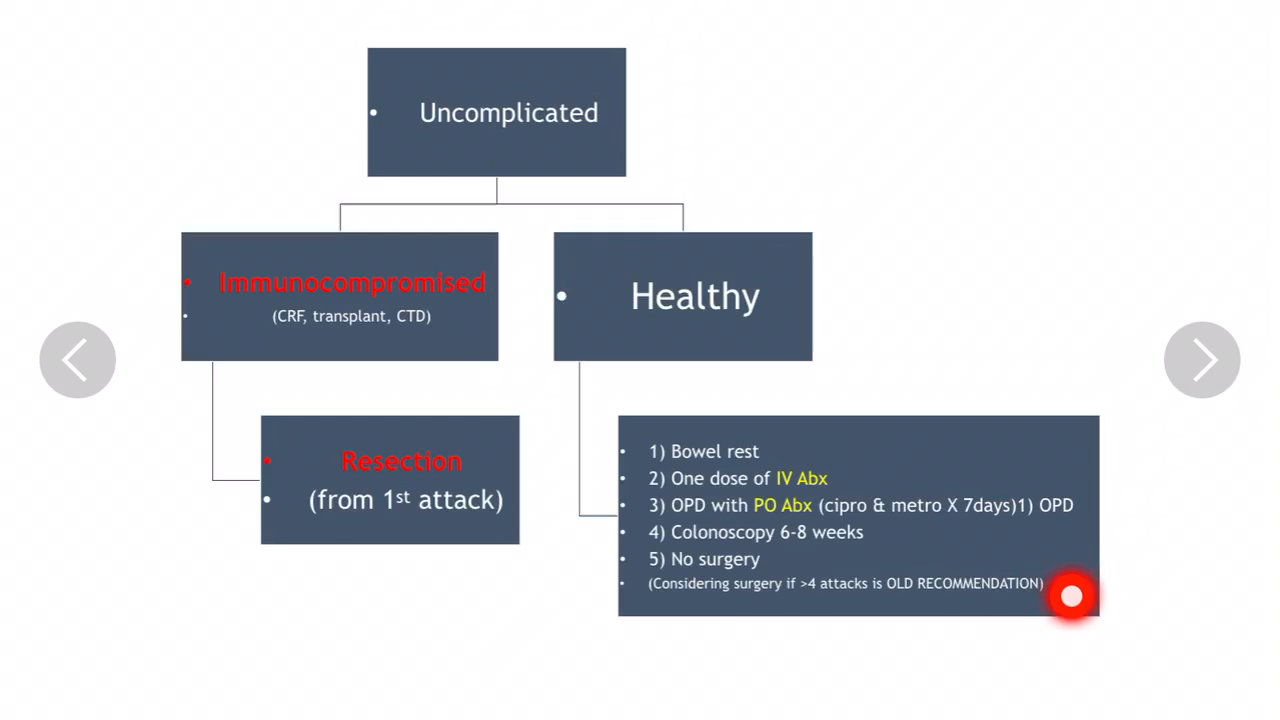 Uncomplicated
Immunocompromised
(CRF, transplant, CTD)
Healthy
Resection
(from 1st attack)
1) Bowel rest
2) One dose of IV Abx
3) OPD with PO Abx (cipro & metro X 7days)1) OPD
4) Colonoscopy 6-8 weeks
5) No surgery
(Considering surgery if >4 attacks is OLD RECOMMENDATION)